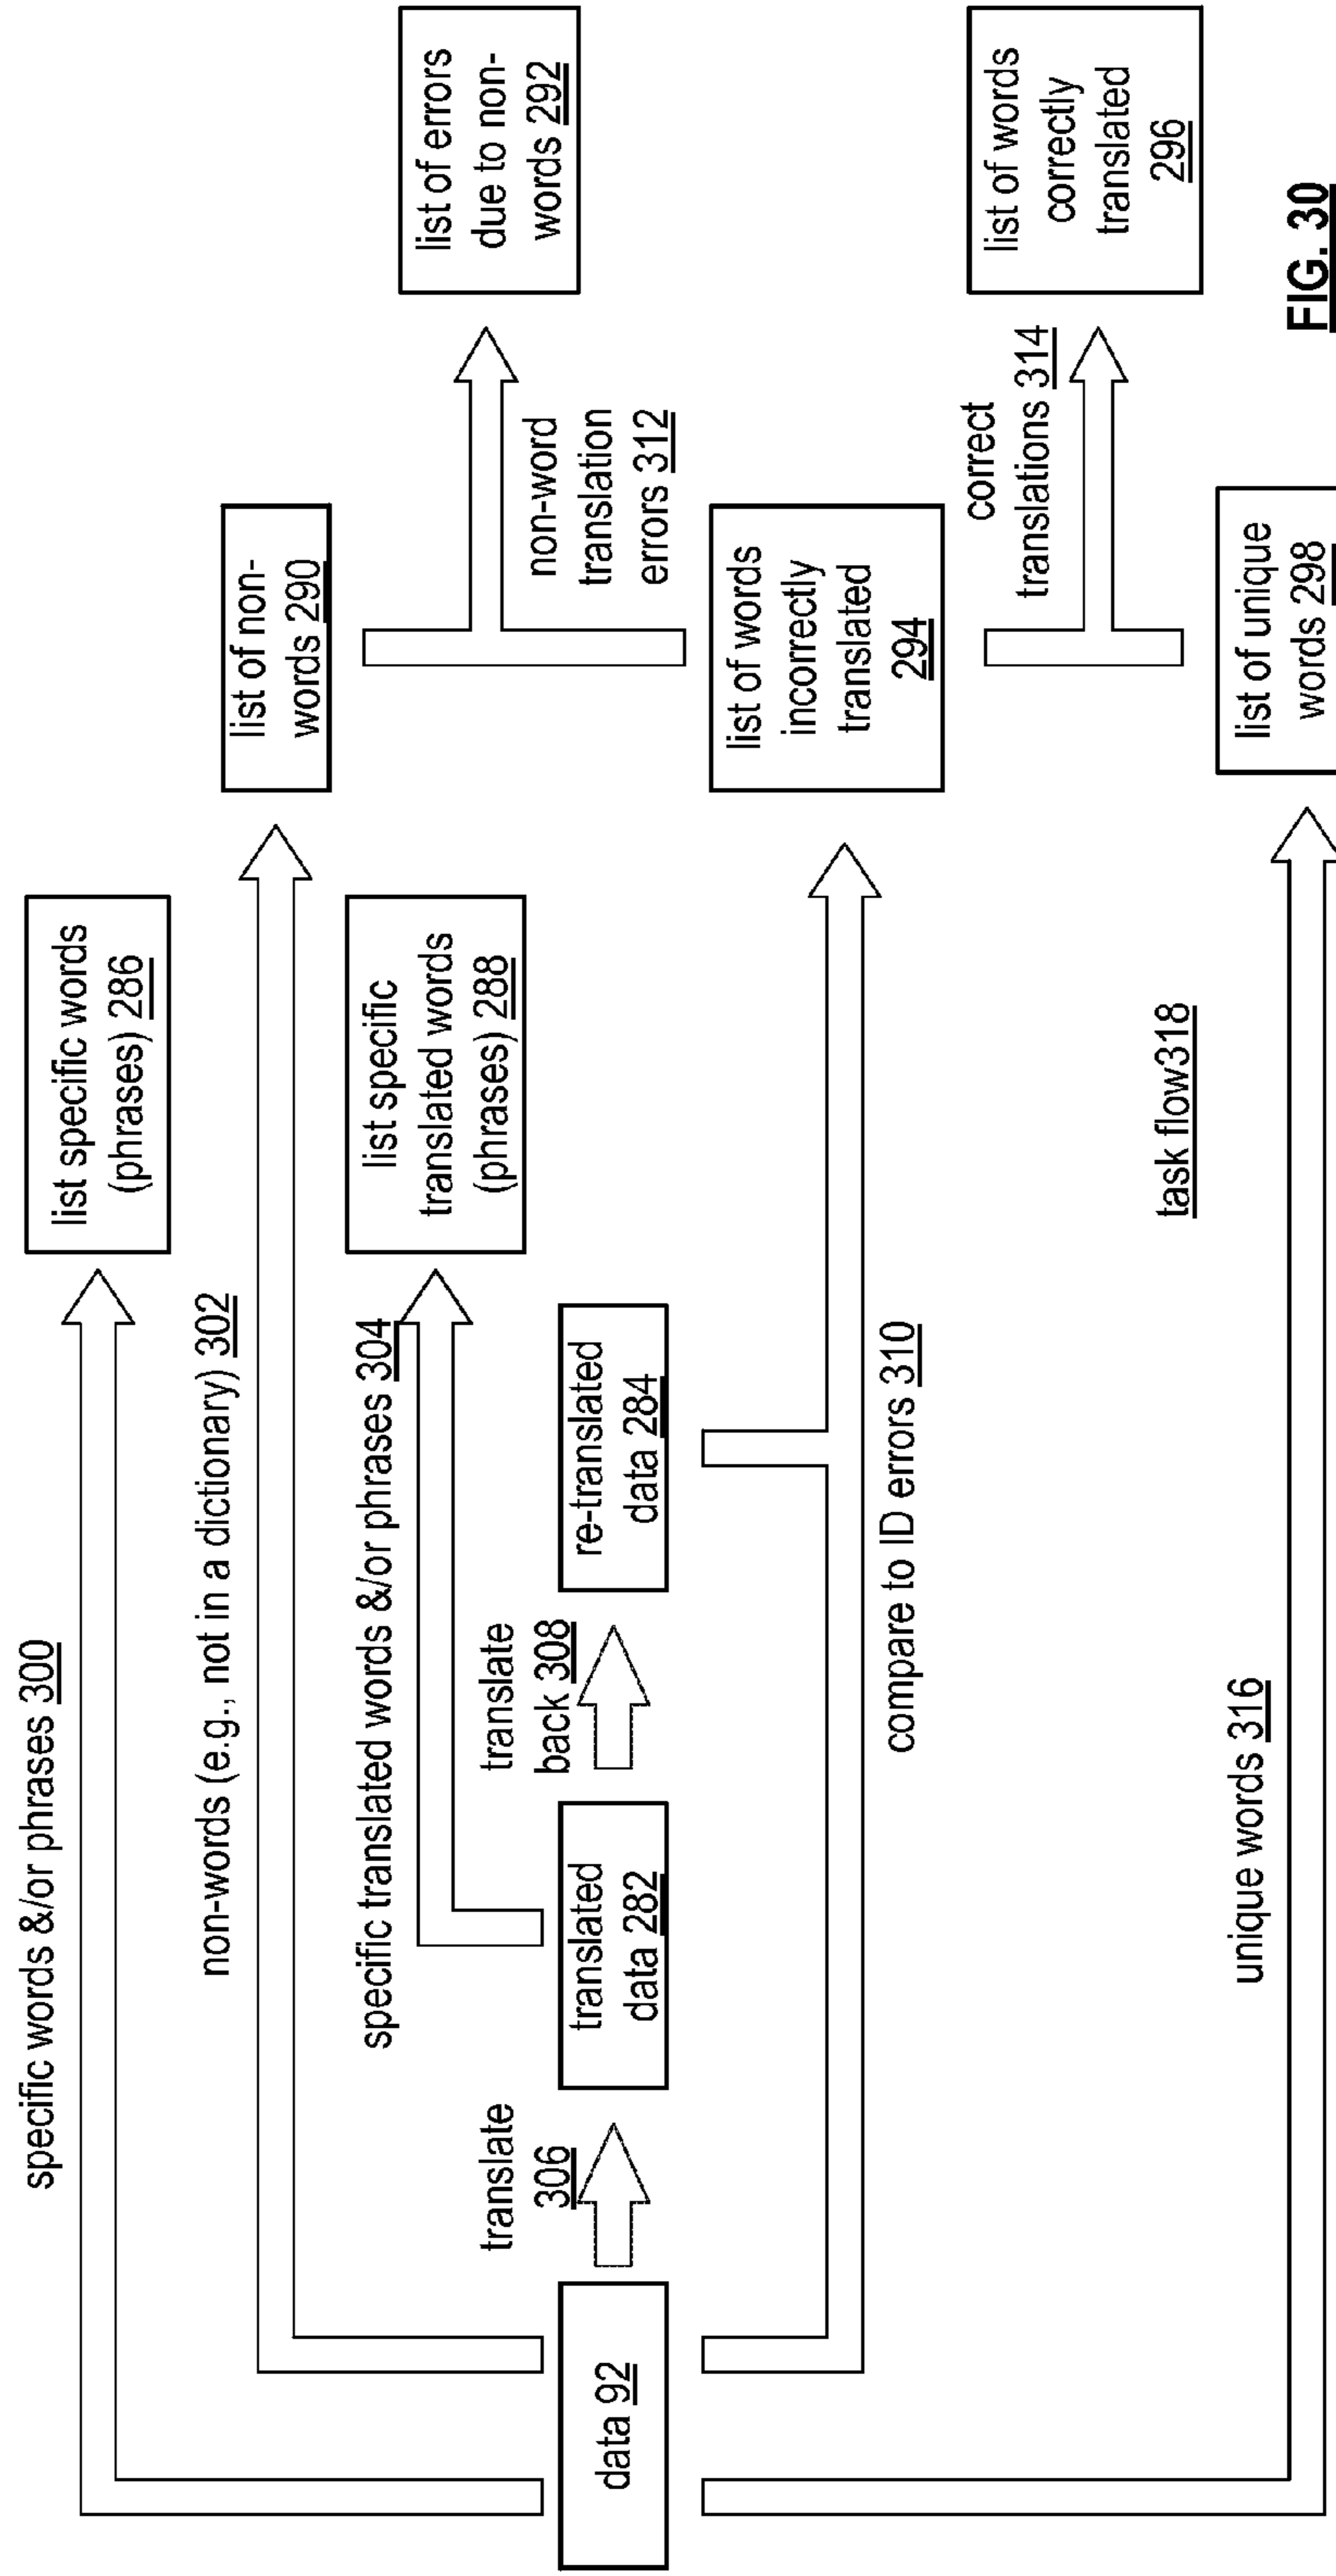 specific words &/or phrases 300
list specific words
(phrases) 286
non-words (e.g., not in a dictionary) 302
list of non-
words 290
specific translated words &/or phrases 304
list specific
translated words
(phrases) 288
list of errors
due to non-
words 292
non-word
translation
errors 312
translate
306
translate
back 308
data 92
translated
data 282
re-translated
data 284
list of words
incorrectly
translated
294
compare to ID errors 310
correct
translations 314
list of words
correctly
translated
296
task flow318
unique words 316
list of unique
words 298
FIG. 30